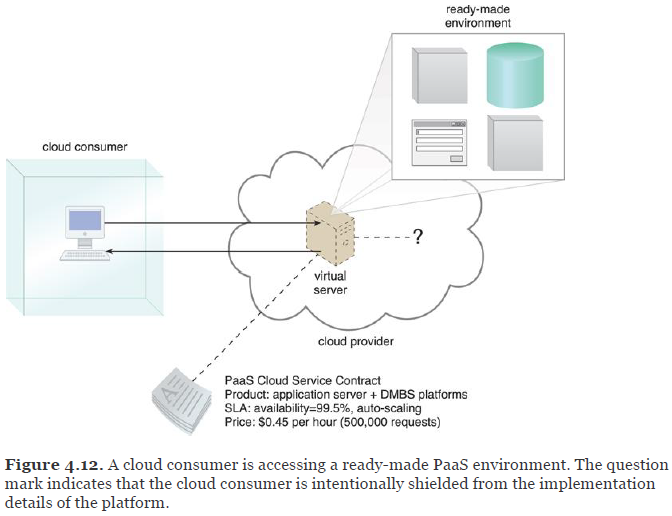 ready-made
environment
cloud consumer
?
virtual
server
cloud provider
PaaS Cloud Service Contract
Product: application server + DMBS platforms
SLA: availability=99.5%, auto-scaling
Price: $0.45 per hour (500,000 requests)
A
Figure 4.12. A cloud consumer is accessing a ready-made PaaS environment. The question
mark indicates that the cloud consumer is intentionally shielded from the implementation
details of the platform.